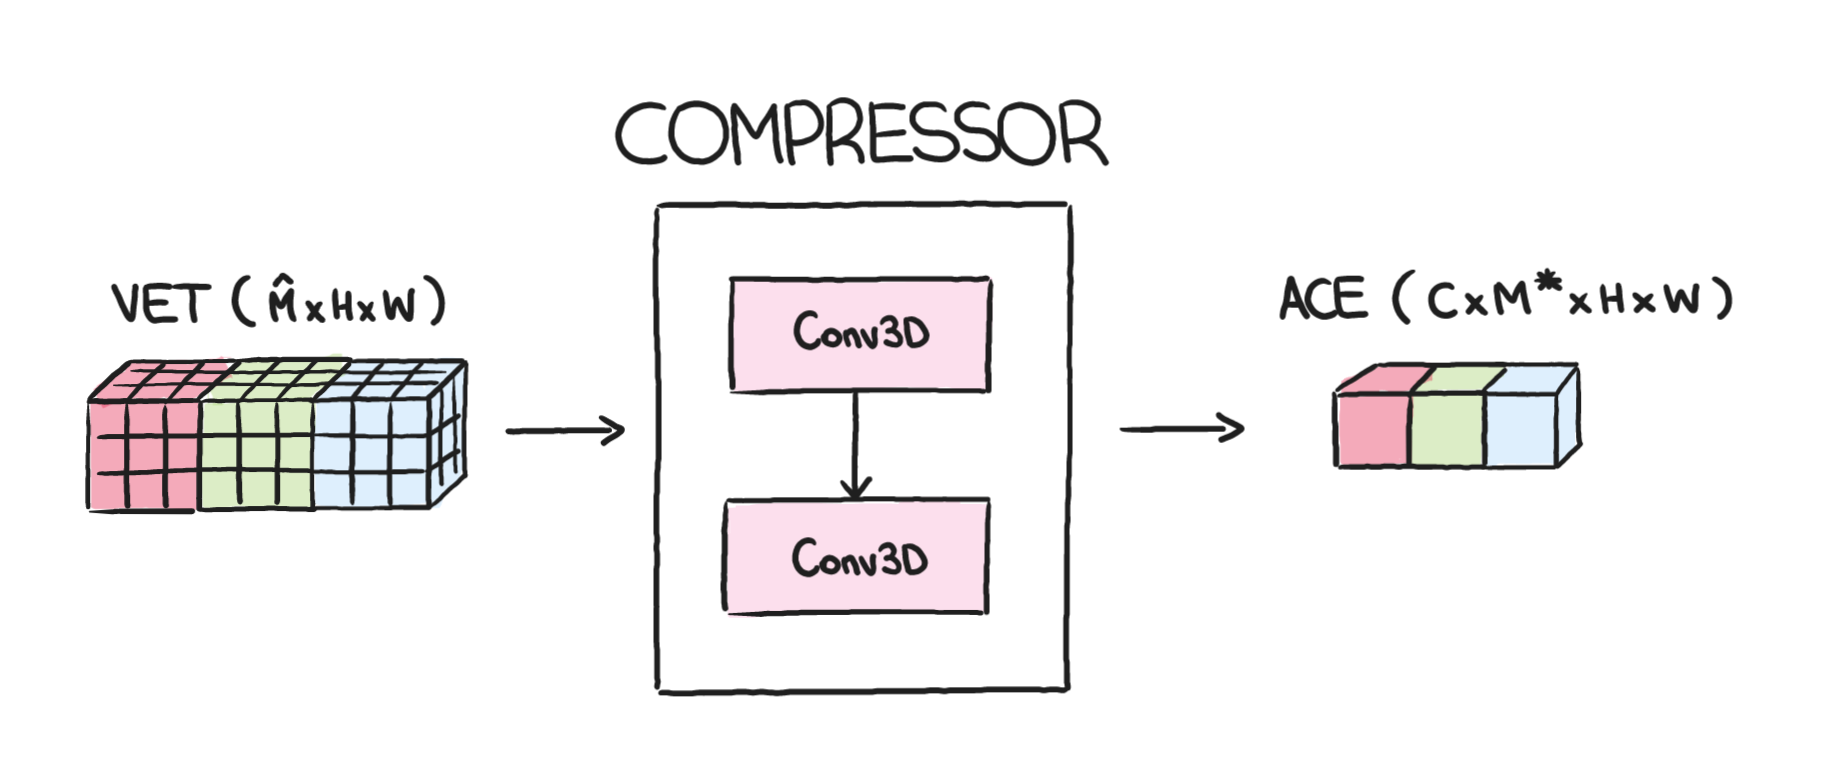 COMPRESSOR
VET (M̂xHxW)
Conv3D
Conv3D
ACE (CxM*xHxW)